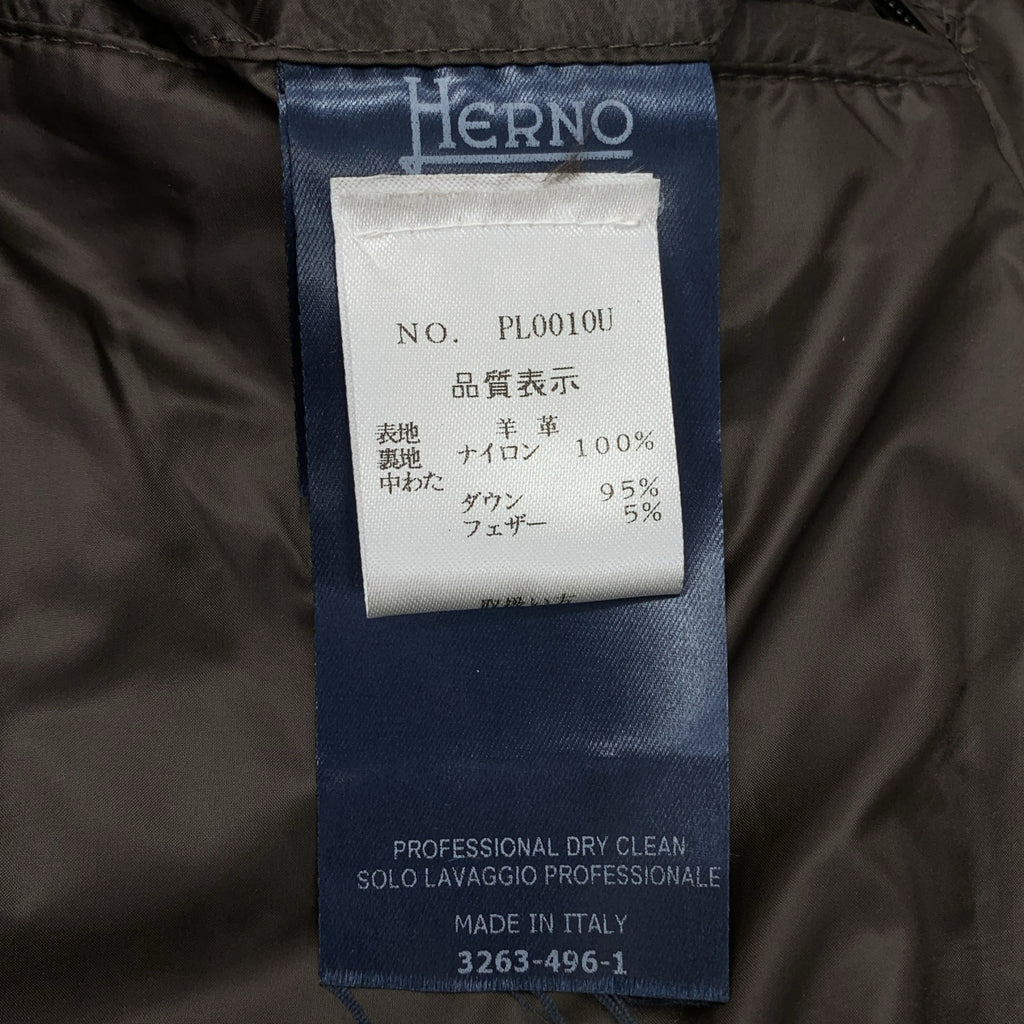 HERNO
NO. PL0010U
品質表示
表地 羊革
裏地 ナイロン 100%
中わた
ダウン 95%
フェザー 5%
PROFESSIONAL DRY CLEAN
SOLO LAVAGGIO PROFESSIONALE
MADE IN ITALY
3263-496-1